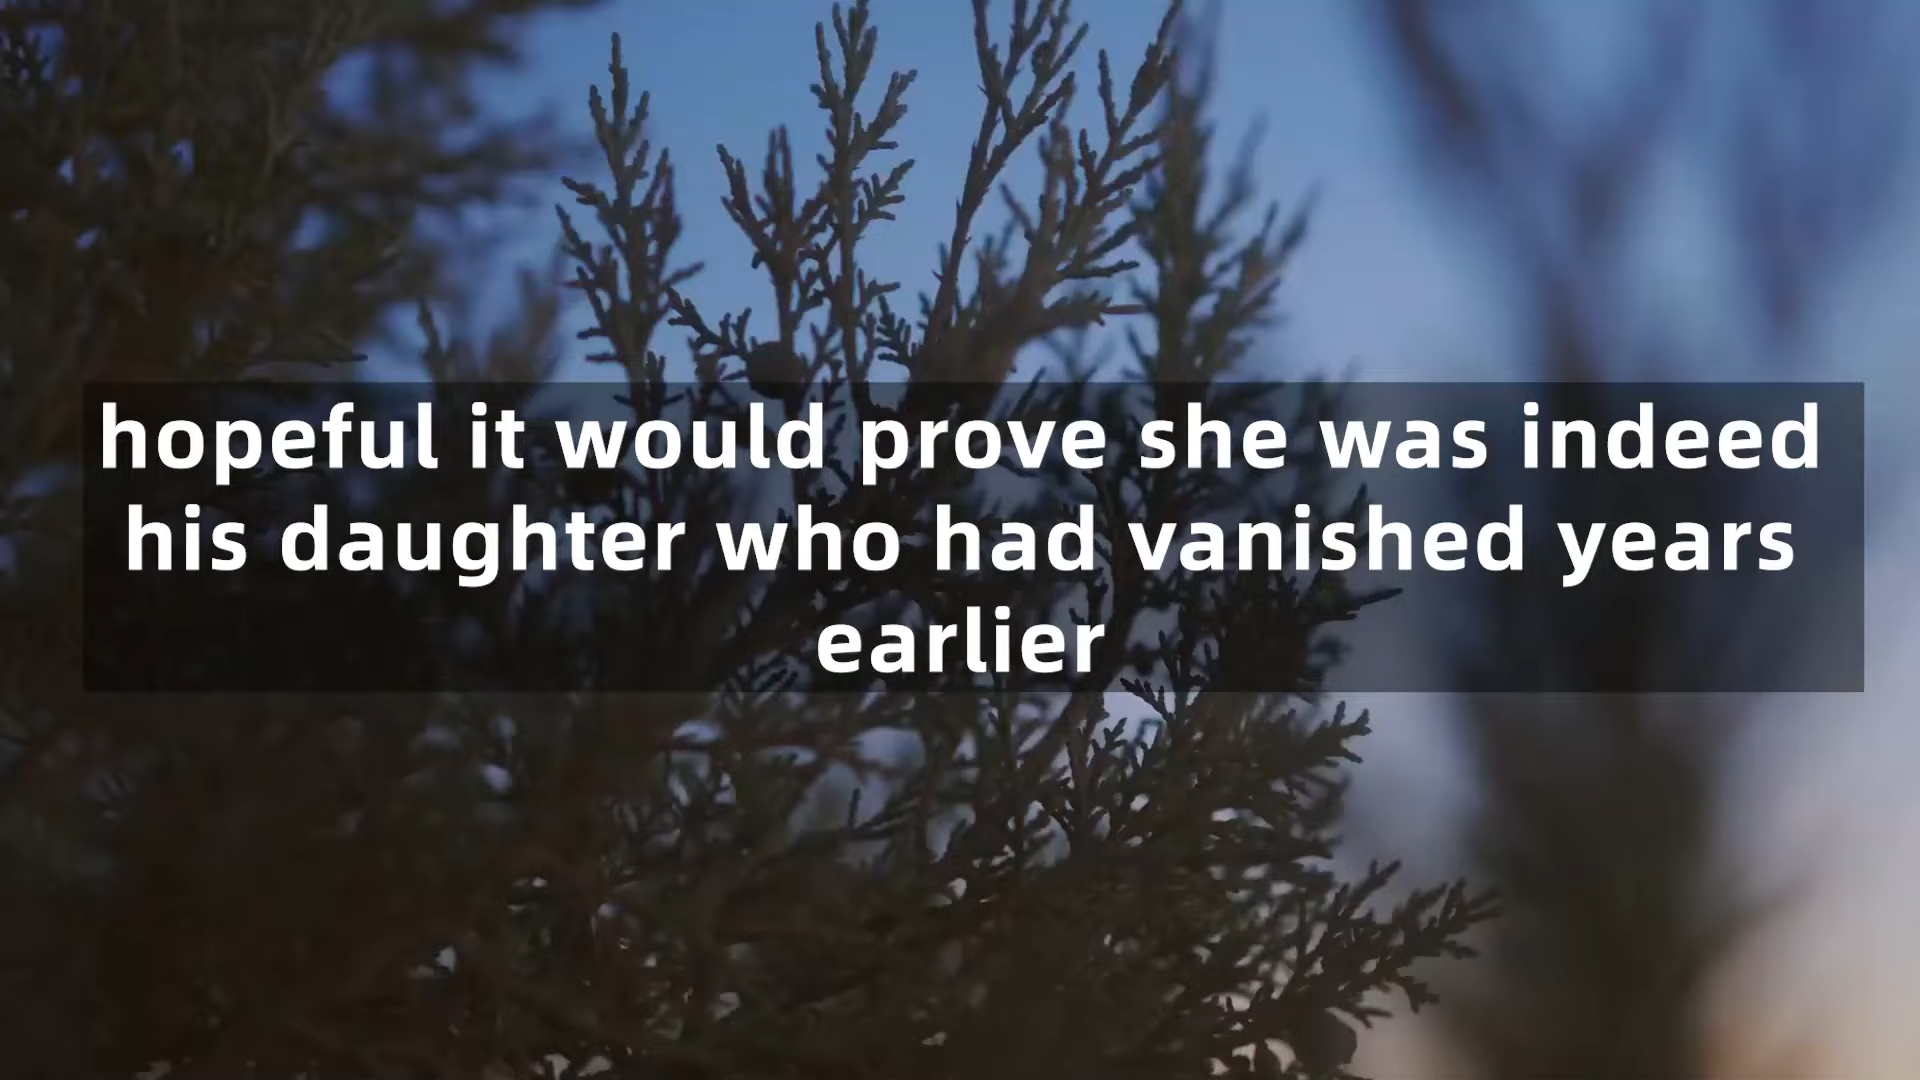 hopeful it would prove she was indeed
his daughter who had vanished years
earlier